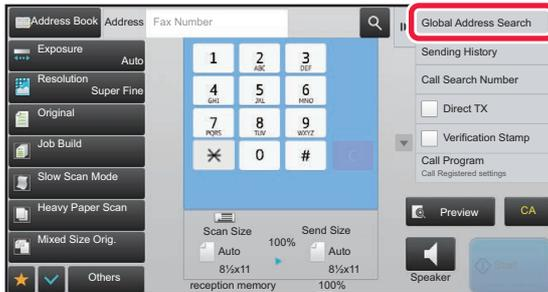 Address Book Address Fax Number
Global Address Search
Exposure
Auto
Resolution
Super Fine
Original
Job Build
Slow Scan Mode
Heavy Paper Scan
Mixed Size Orig.
Others
1 2 3
ABC DEF
4 5 6
GHI JKL MNO
7 8 9
PQRS TUV WXYZ
0 #
C
Scan Size Send Size
100%
Auto Auto
8½x11 8½x11
reception memory 100%
Sending History
Call Search Number
Direct TX
Verification Stamp
Call Program
Call Registered settings
Preview CA
Speaker Start